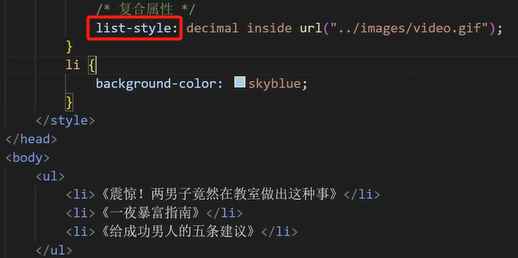 /* 复合属性 */
list-style: decimal inside url("../images/video.gif");
}
li {
background-color: skyblue;
}
</style>
</head>
<body>
<ul>
<li>《震惊！两男子竟然在教室做出这种事》</li>
<li>《一夜暴富指南》</li>
<li>《给成功男人的五条建议》</li>
</ul>